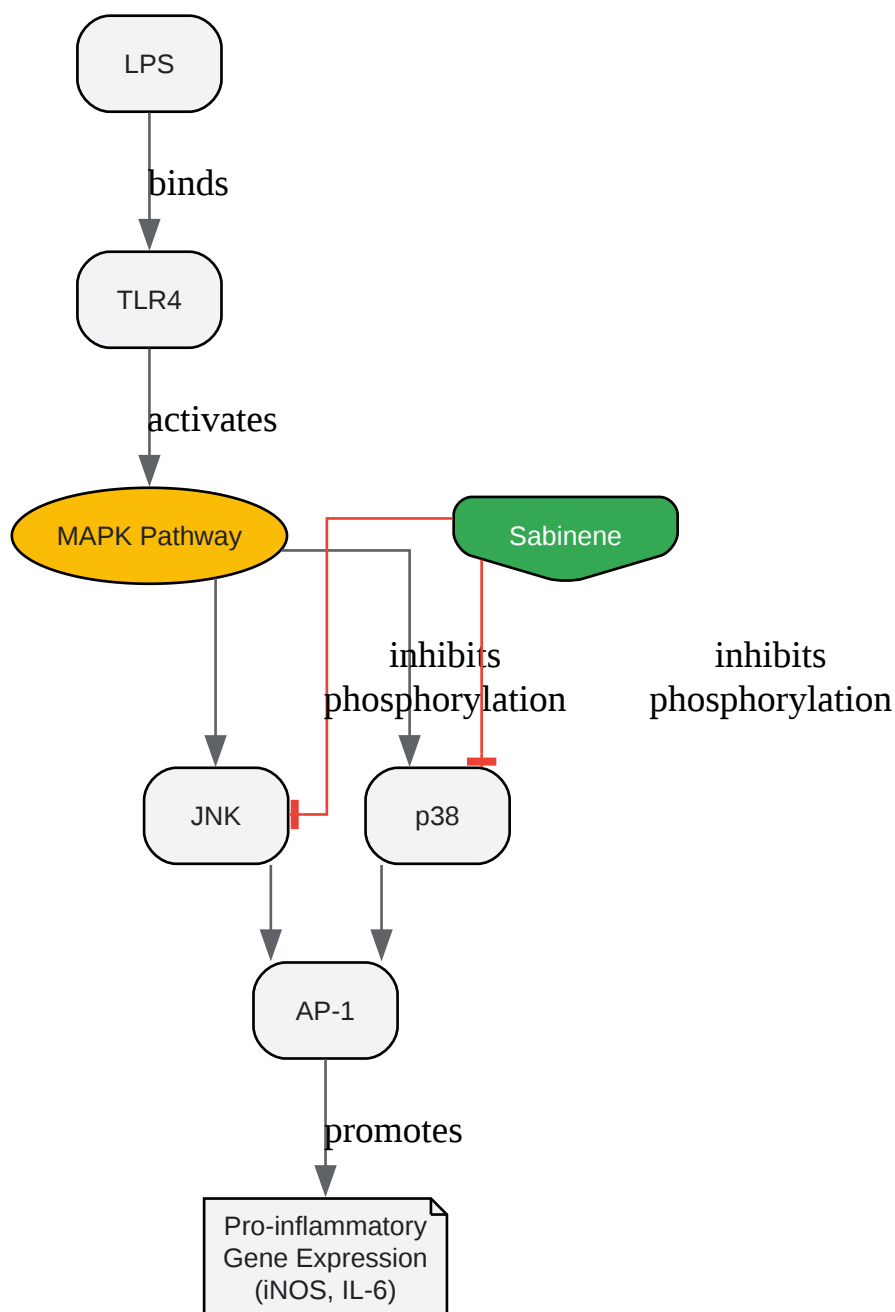 LPS
binds
TLR4
activates
MAPK Pathway
Sabinene
inhibits
phosphorylation
inhibits
phosphorylation
JNK
p38
AP-1
promotes
Pro-inflammatory
Gene Expression
(iNOS, IL-6)